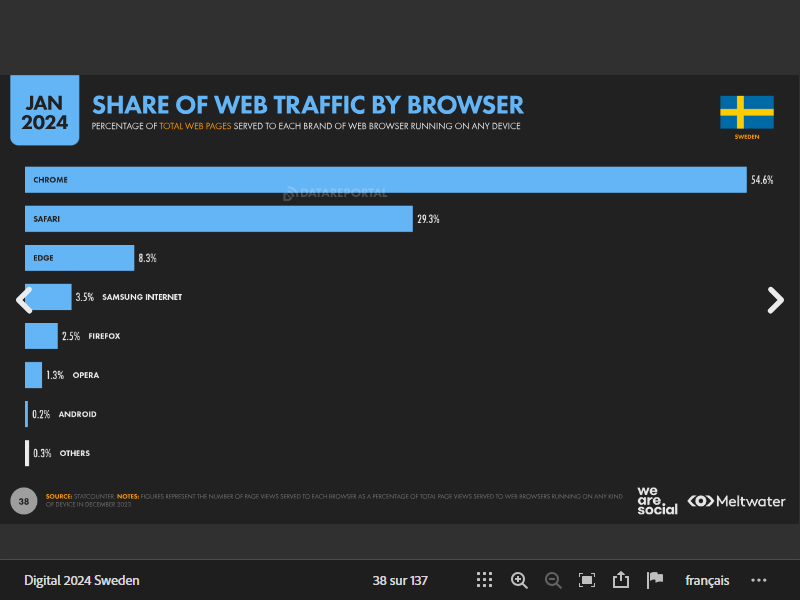 JAN
2024
SHARE OF WEB TRAFFIC BY BROWSER
PERCENTAGE OF TOTAL WEB PAGES SERVED TO EACH BRAND OF WEB BROWSER RUNNING ON ANY DEVICE
SWEDEN
CHROME 54.6%
DATAREPORTAL
SAFARI 29.3%
EDGE 8.3%
3.5% SAMSUNG INTERNET
2.5% FIREFOX
1.3% OPERA
0.2% ANDROID
0.3% OTHERS
38
SOURCE: STATCOUNTER. NOTES: FIGURES REPRESENT THE NUMBER OF PAGE VIEWS SERVED TO EACH BROWSER AS A PERCENTAGE OF TOTAL PAGE VIEWS SERVED TO WEB BROWSERS RUNNING ON ANY KIND
OF DEVICE IN DECEMBER 2023.
we
are
social
Meltwater
Digital 2024 Sweden
38 sur 137
français